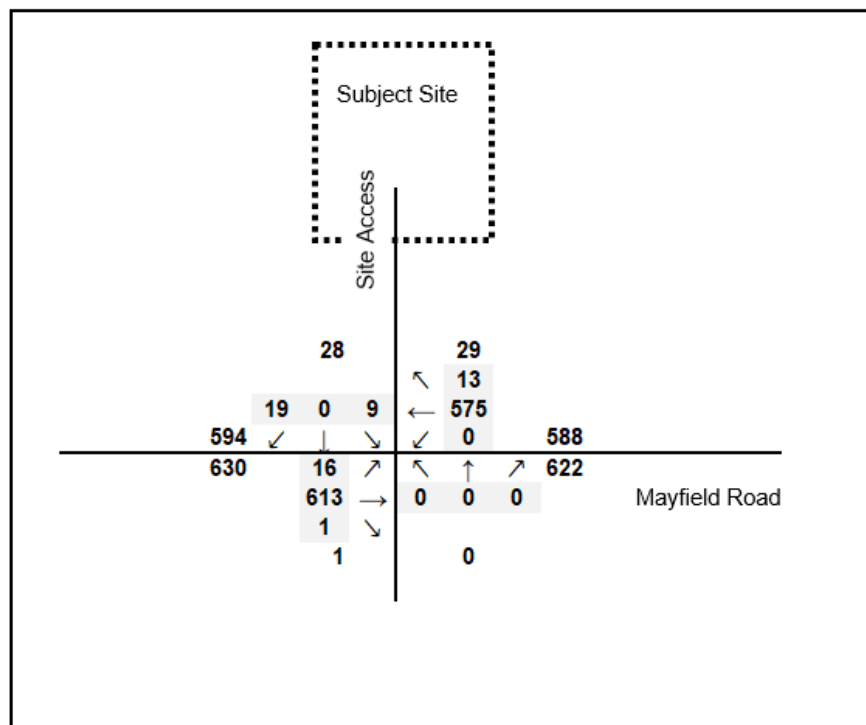 Subject Site
Site Access
28 29
↖ 13
19 0 9 ← 575
594 ↙ ↓ ↘ ↙ 0 588
630 16 ↗ ↖ ↑ ↗ 622
613 → 0 0 0 Mayfield Road
1 ↘
1 0